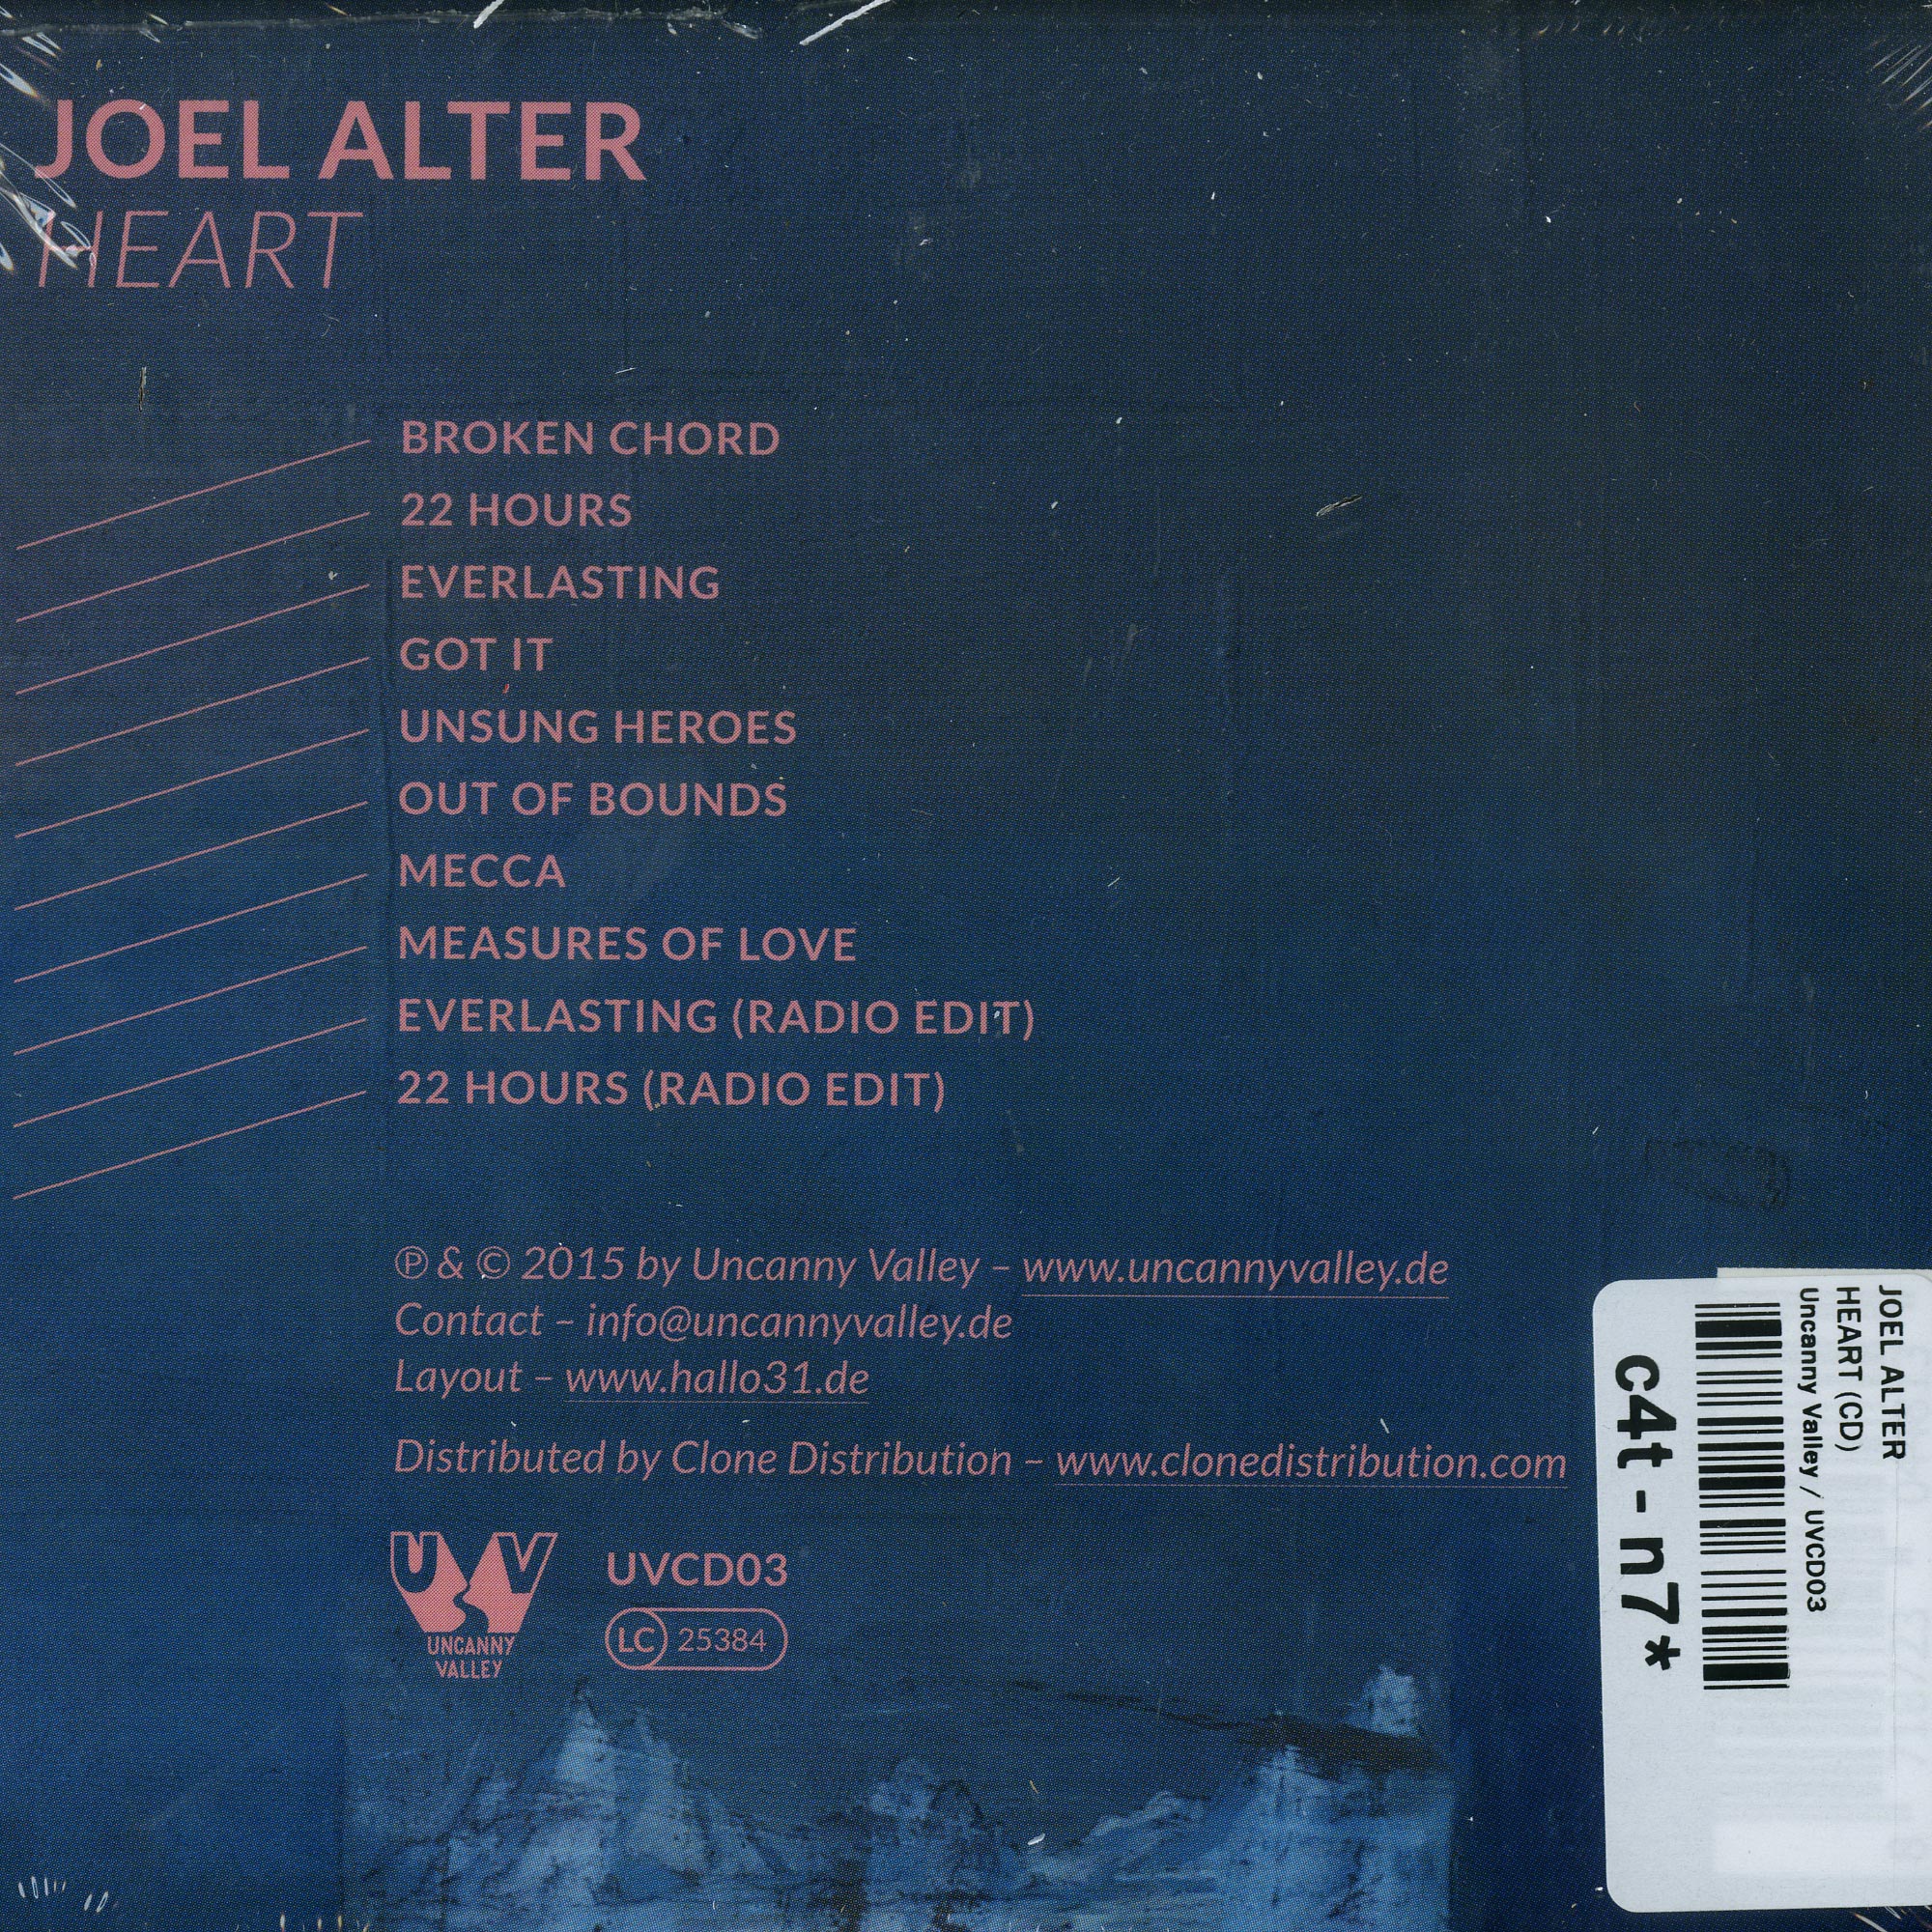 JOEL ALTER
HEART
BROKEN CHORD
22 HOURS
EVERLASTING
GOT IT
UNSUNG HEROES
OUT OF BOUNDS
MECCA
MEASURES OF LOVE
EVERLASTING (RADIO EDIT)
22 HOURS (RADIO EDIT)
℗ & © 2015 by Uncanny Valley – www.uncannyvalley.de
Contact – info@uncannyvalley.de
Layout – www.hallo31.de
Distributed by Clone Distribution – www.clonedistribution.com
UV
UNCANNY
VALLEY
UVCD03
LC 25384
JOEL ALTER
HEART (CD)
Uncanny Valley / UVCD03
c4t - n7*